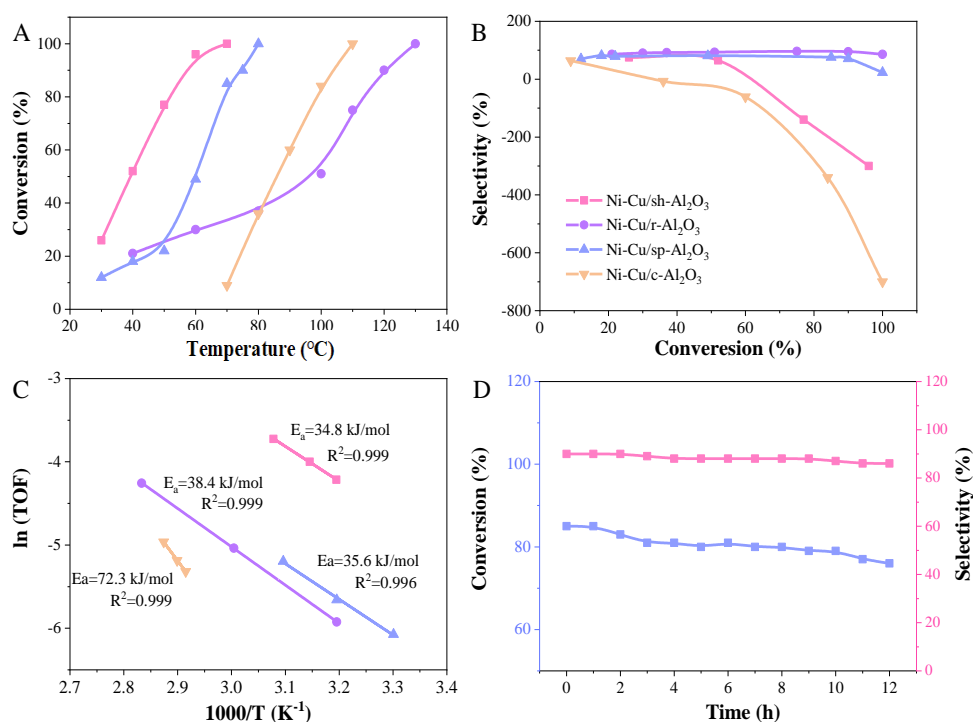 A
Conversion (%)
100
80
60
40
20
0
20 40 60 80 100 120 140
Temperature (°C)
B
Selectivity (%)
200
0
-200
-400
-600
-800
Ni-Cu/sh-Al₂O₃
Ni-Cu/r-Al₂O₃
Ni-Cu/sp-Al₂O₃
Ni-Cu/c-Al₂O₃
0 20 40 60 80 100
Converesion (%)
C
ln (TOF)
-3
-4
-5
-6
Eₐ=34.8 kJ/mol
R²=0.999
Eₐ=38.4 kJ/mol
R²=0.999
Ea=72.3 kJ/mol
R²=0.999
Ea=35.6 kJ/mol
R²=0.996
2.7 2.8 2.9 3.0 3.1 3.2 3.3 3.4
1000/T (K⁻¹)
D
Conversion (%)
120
100
80
60
120
100
80
60
40
20
0
Selectivity (%)
0 2 4 6 8 10 12
Time (h)